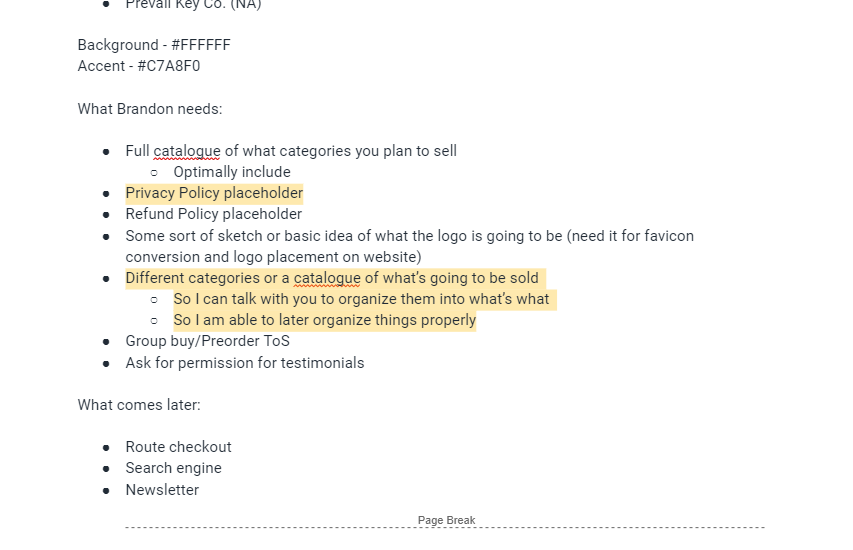 Prevail Key Co. (NA)
Background - #FFFFFF
Accent - #C7A8F0
What Brandon needs:
● Full catalogue of what categories you plan to sell
○ Optimally include
● Privacy Policy placeholder
● Refund Policy placeholder
● Some sort of sketch or basic idea of what the logo is going to be (need it for favicon
conversion and logo placement on website)
● Different categories or a catalogue of what's going to be sold
○ So I can talk with you to organize them into what's what
○ So I am able to later organize things properly
● Group buy/Preorder ToS
● Ask for permission for testimonials
What comes later:
● Route checkout
● Search engine
● Newsletter
Page Break